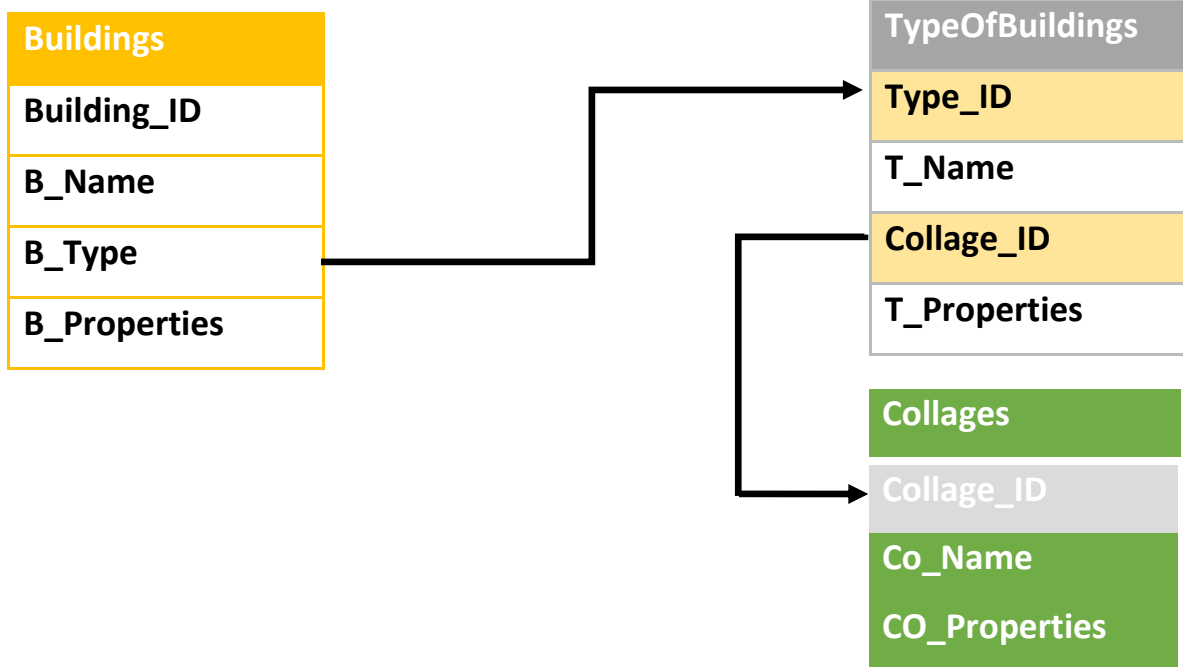 Buildings
Building_ID
B_Name
B_Type
B_Properties
TypeOfBuildings
Type_ID
T_Name
Collage_ID
T_Properties
Collages
Collage_ID
Co_Name
CO_Properties